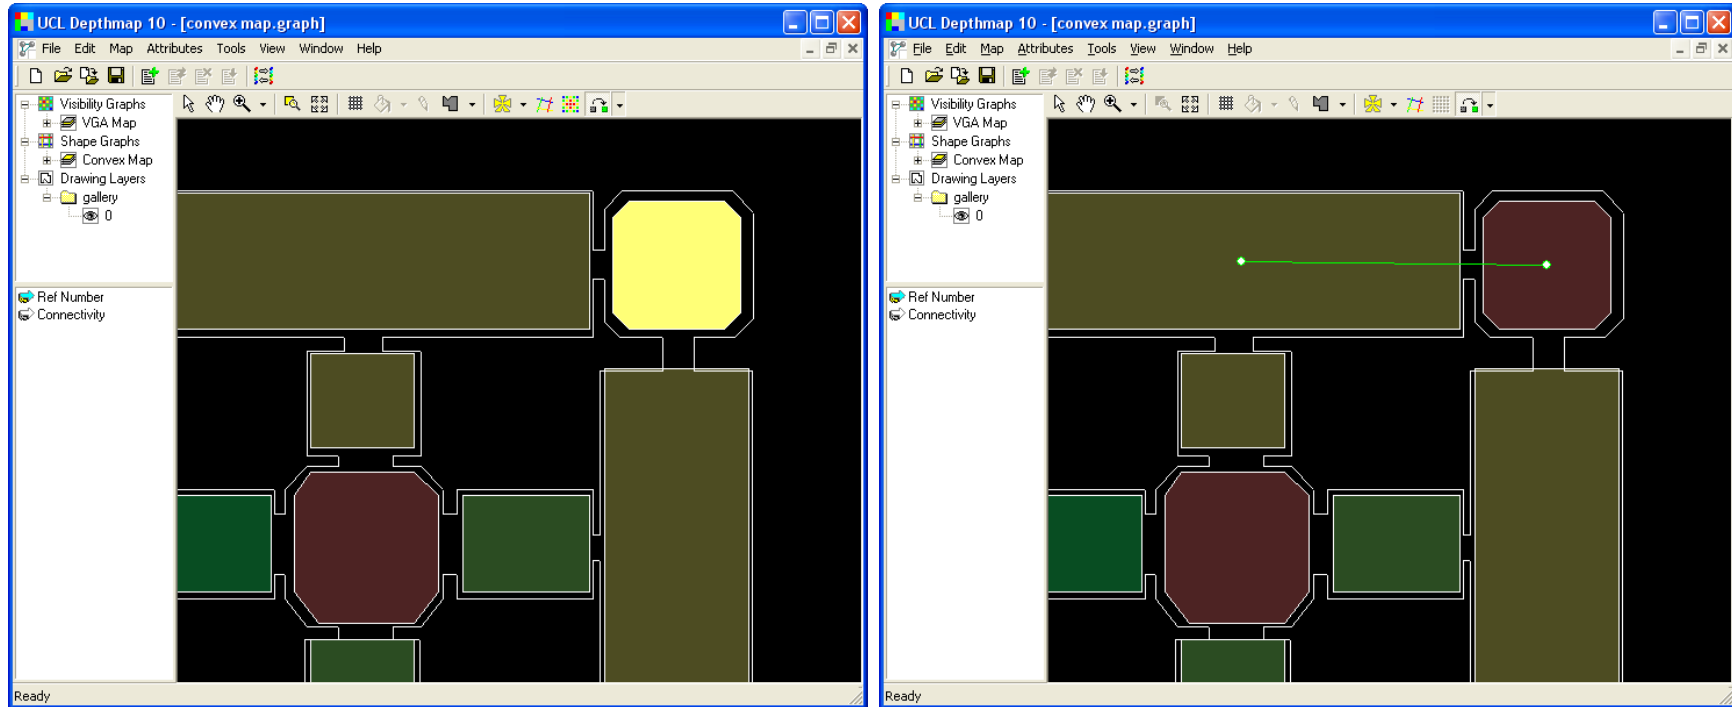 UCL Depthmap 10 - [convex map.graph]
File Edit Map Attributes Tools View Window Help
Visibility Graphs
VGA Map
Shape Graphs
Convex Map
Drawing Layers
gallery
0
Ref Number
Connectivity
Ready
UCL Depthmap 10 - [convex map.graph]
File Edit Map Attributes Tools View Window Help
Visibility Graphs
VGA Map
Shape Graphs
Convex Map
Drawing Layers
gallery
0
Ref Number
Connectivity
Ready